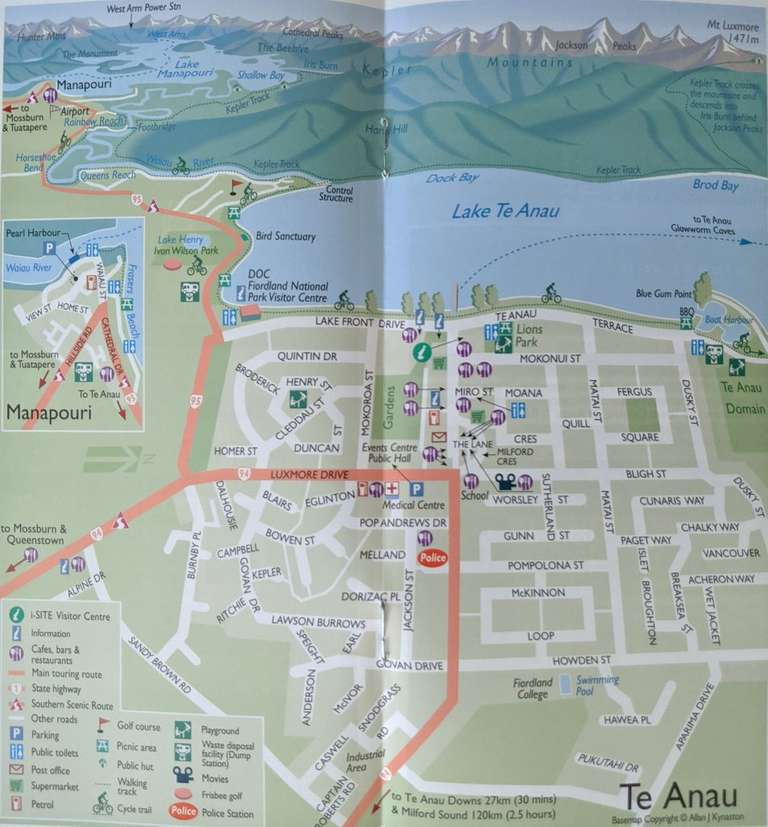 West Arm Power Stn
Hunter Mtns
West Arm
Cathedral Peaks
Mt Luxmore
1471m
The Monument
The Beehive
Jackson Peaks
Lake
Manapouri
Iris Burn
Shallow Bay
Kepler Mountains
Manapouri
to
Mossburn
& Tuatapere
Airport
Rainbow Reach
Kepler Track
Kepler Track crosses
the mountains and
descends into
Iris Burn behind
Jackson Peaks
Footbridge
Horseshoe
Bend
Waiau River
Kepler Track
Kepler Track
Queens Reach
Dock Bay
Brod Bay
95
Control
Structure
Lake Te Anau
to Te Anau
Glowworm Caves
Pearl Harbour
P
Waiau River
WAIAU ST
Frasers
Beach
VIEW ST
HOME ST
HILLSIDE RD
CATHEDRAL DR
to Mossburn
& Tuatapere
To Te Anau
95
Manapouri
Lake Henry
Ivon Wilson Park
Bird Sanctuary
DOC
Fiordland National
Park Visitor Centre
Blue Gum Point
BBQ
Boat Harbour
LAKE FRONT DRIVE
TE ANAU
TERRACE
Lions
Park
QUINTIN DR
MOKONUI ST
Te Anau
Domain
BRODERICK
HENRY ST
CLEDDAU ST
MOKOROA ST
Gardens
MIRO ST
MOANA
CRES
MATAI ST
FERGUS
SQUARE
DUSKY ST
QUILL
95
DUNCAN
ST
HOMER ST
Events Centre
Public Hall
THE LANE
MILFORD
CRES
94
LUXMORE DRIVE
BLIGH ST
School
Medical Centre
P
WORSLEY
ST
SUTHERLAND ST
MATAI ST
CUNARIS WAY
DUSKY ST
DALHOUSIE
BLAIRS
EGLINTON
POP ANDREWS DR
CHALKY WAY
to Mossburn &
Queenstown
94
BOWEN ST
GUNN
ST
PAGET WAY
VANCOUVER
BURNBY PL
CAMPBELL
GOVAN DR
KEPLER
MELLAND
Police
POMPOLONA ST
ISLET
ACHERON WAY
ALPINE DR
RITCHIE
DORIZAC PL
JACKSON ST
McKINNON
LOOP
BROUGHTON
BREAKSEA ST
WET JACKET
LAWSON BURROWS
SPEIGHT
EARL
GOVAN DRIVE
HOWDEN ST
SANDY BROWN RD
ANDERSON
McIVOR
SNODGRASS
RD
Fiordland
College
Swimming
Pool
HAWEA PL
APARIMA DRIVE
CASWELL
Industrial
Area
PUKUTAHI DR
CAPTAIN
ROBERTS RD
i-SITE Visitor Centre
Information
Cafes, bars &
restaurants
Main touring route
State highway
Southern Scenic Route
Other roads
Parking
Public toilets
Post office
Supermarket
Petrol
Golf course
Picnic area
Public hut
Walking
track
Cycle trail
Playground
Waste disposal
facility (Dump
Station)
Movies
Frisbee golf
Police
Police Station
to Te Anau Downs 27km (30 mins)
& Milford Sound 120km (2.5 hours)
Te Anau
Basemap Copyright © Allan J Kynaston